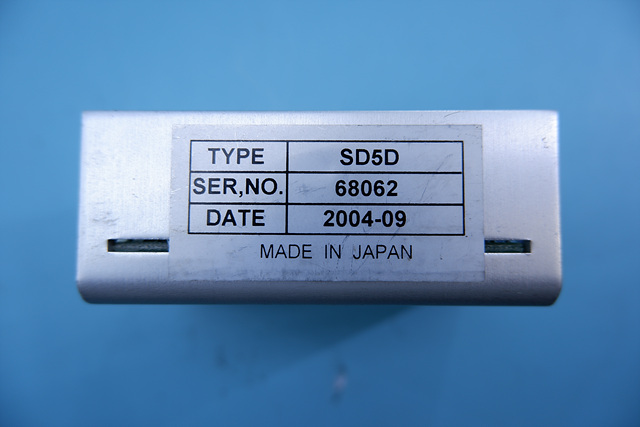 TYPE SD5D
SER,NO. 68062
DATE 2004-09
MADE IN JAPAN